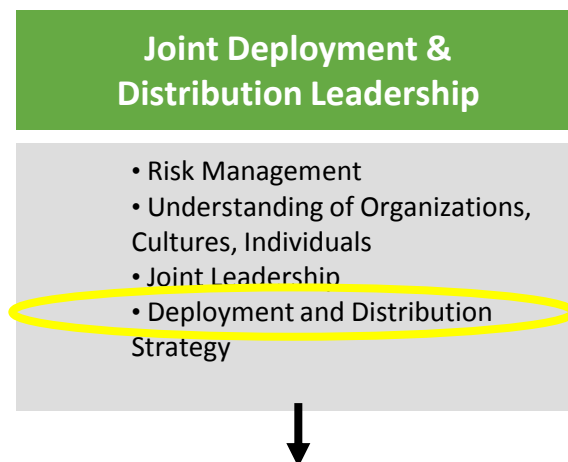 Joint Deployment &
Distribution Leadership
• Risk Management
• Understanding of Organizations,
Cultures, Individuals
• Joint Leadership
• Deployment and Distribution
Strategy